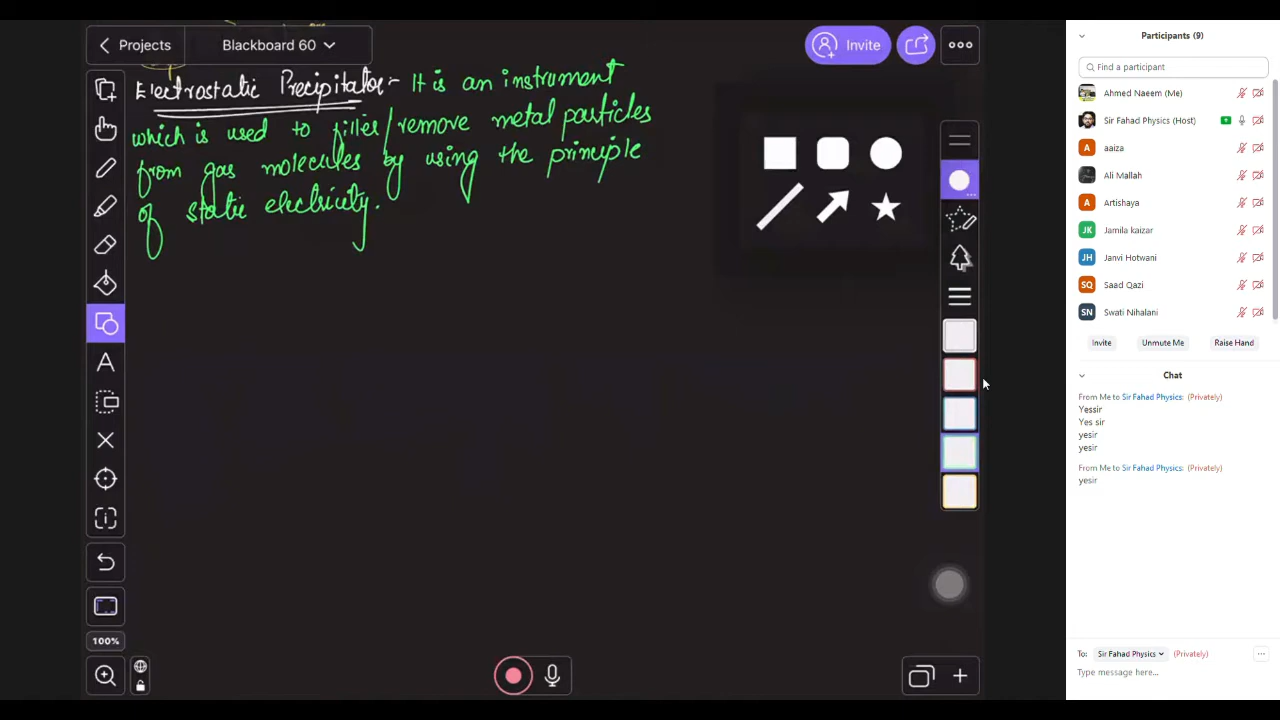 Projects
Blackboard 60
Invite
Electrostatic Precipitator:- It is an instrument
which is used to filter/remove metal particles
from gas molecules by using the principle
of static electricity.
100%
Participants (9)
Find a participant
Ahmed Naeem (Me)
Sir Fahad Physics (Host)
A aaiza
Ali Mallah
A Artishaya
JK Jamila kaizar
JH Janvi Hotwani
SQ Saad Qazi
SN Swati Nihalani
Invite Unmute Me Raise Hand
Chat
From Me to Sir Fahad Physics: (Privately)
Yessir
Yes sir
yesir
yesir
From Me to Sir Fahad Physics: (Privately)
yesir
To: Sir Fahad Physics (Privately)
Type message here...